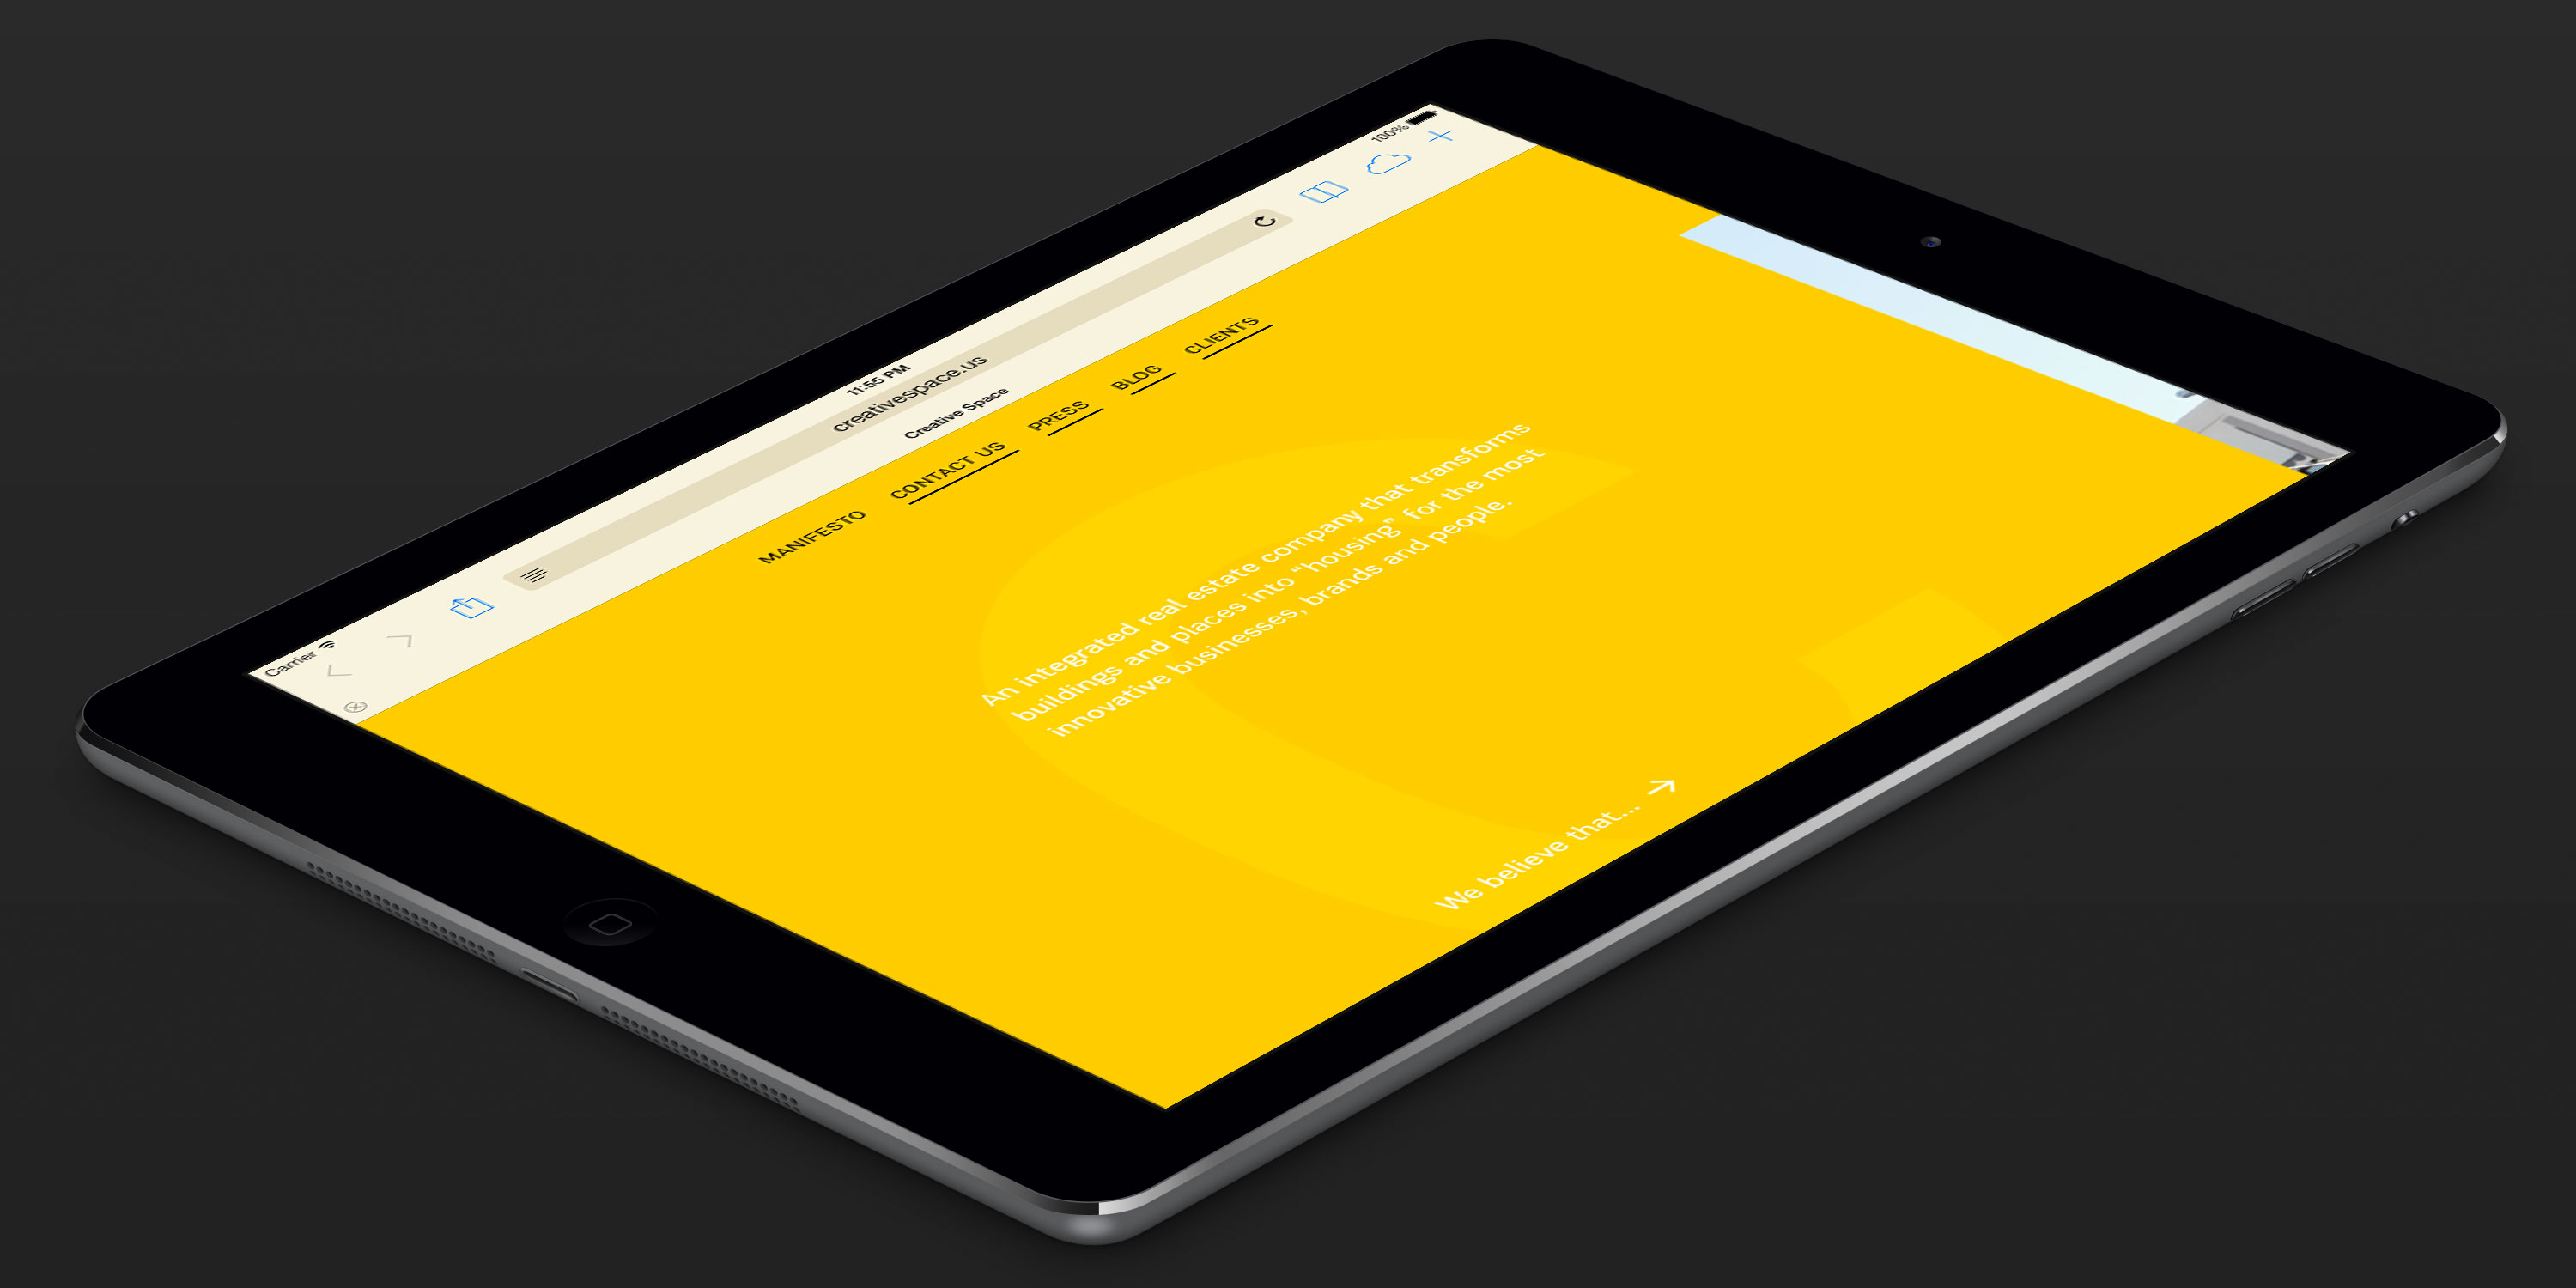 Carrier
11:55 PM
100%
creativespace.us
Creative Space
MANIFESTO
CONTACT US
PRESS
BLOG
CLIENTS
An integrated real estate company that transforms
buildings and places into “housing” for the most
innovative businesses, brands and people.
We believe that...